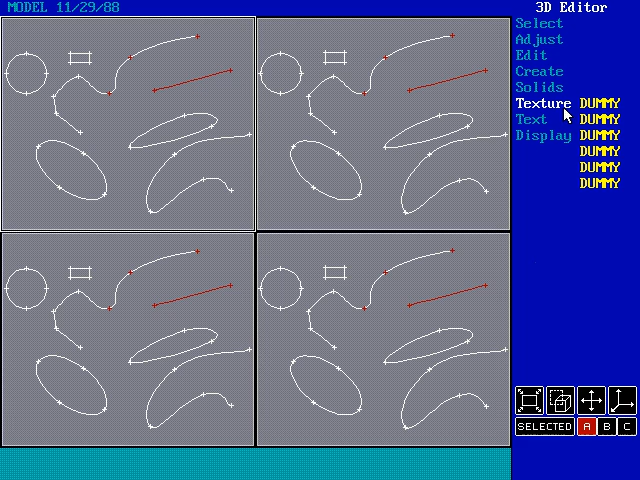 MODEL 11/29/88
3D Editor
Select
Adjust
Edit
Create
Solids
Texture DUMMY
Text DUMMY
Display DUMMY
DUMMY
DUMMY
DUMMY
SELECTED A B C